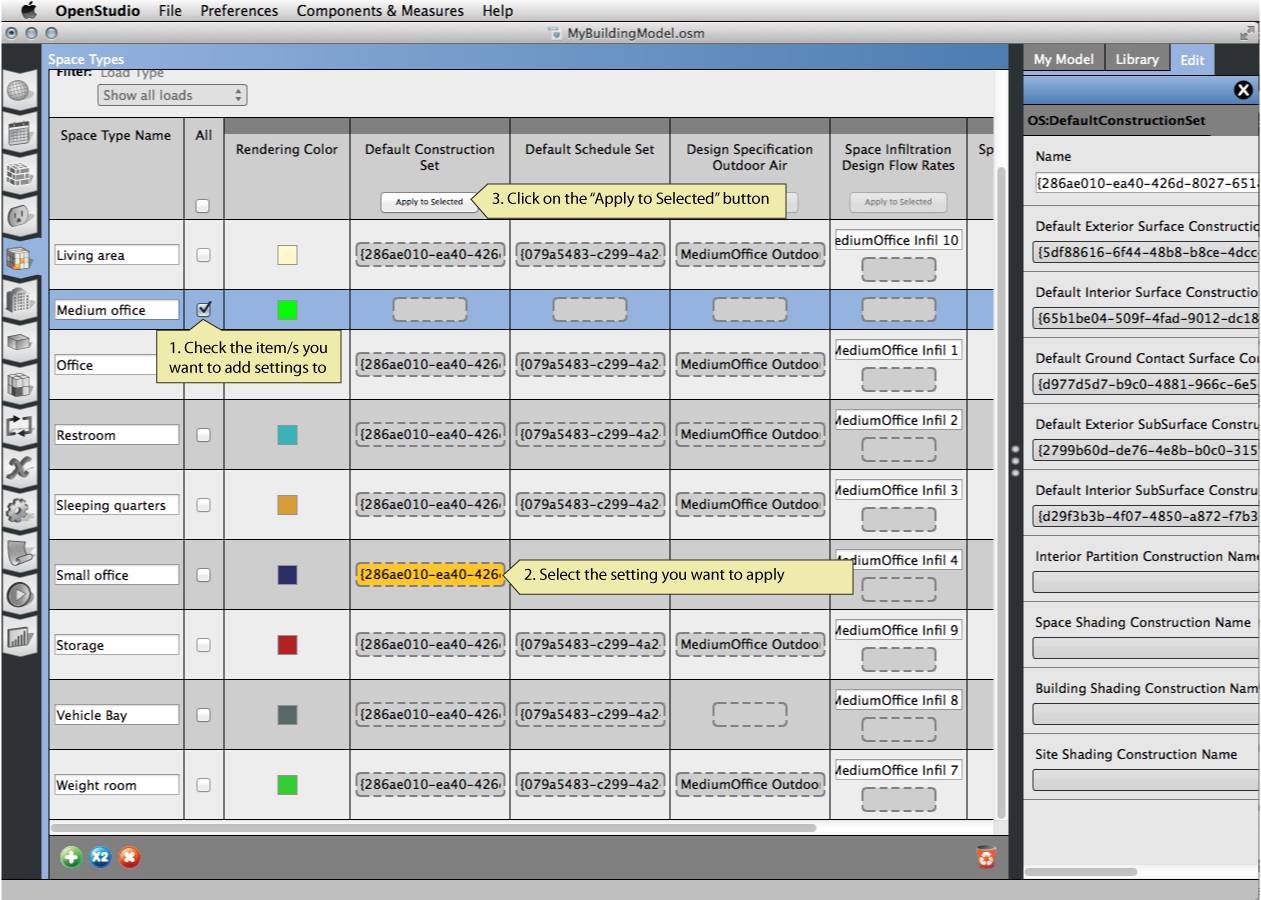 OpenStudio File Preferences Components & Measures Help
MyBuildingModel.osm
Space Types
Filter: Load Type
Show all loads
Space Type Name All Rendering Color Default Construction Set Default Schedule Set Design Specification Outdoor Air Space Infiltration Design Flow Rates Sp
Apply to Selected
3. Click on the “Apply to Selected” button
Apply to Selected
Living area {286ae010-ea40-426 {079a5483-c299-4a2 MediumOffice Outdoo ediumOffice Infil 10
Medium office
1. Check the item/s you
want to add settings to
Office {286ae010-ea40-426 {079a5483-c299-4a2 MediumOffice Outdoo MediumOffice Infil 1
Restroom {286ae010-ea40-426 {079a5483-c299-4a2 MediumOffice Outdoo MediumOffice Infil 2
Sleeping quarters {286ae010-ea40-426 {079a5483-c299-4a2 MediumOffice Outdoo MediumOffice Infil 3
Small office {286ae010-ea40-426 MediumOffice Infil 4
2. Select the setting you want to apply
Storage {286ae010-ea40-426 {079a5483-c299-4a2 MediumOffice Outdoo MediumOffice Infil 9
Vehicle Bay {286ae010-ea40-426 {079a5483-c299-4a2 MediumOffice Infil 8
Weight room {286ae010-ea40-426 {079a5483-c299-4a2 MediumOffice Outdoo MediumOffice Infil 7
X2
My Model Library Edit
OS:DefaultConstructionSet
Name
{286ae010-ea40-426d-8027-651
Default Exterior Surface Constructio
{5df88616-6f44-48b8-b8ce-4dcc
Default Interior Surface Constructio
{65b1be04-509f-4fad-9012-dc18
Default Ground Contact Surface Co
{d977d5d7-b9c0-4881-966c-6e5
Default Exterior SubSurface Constru
{2799b60d-de76-4e8b-b0c0-315
Default Interior SubSurface Constru
{d29f3b3b-4f07-4850-a872-f7b3
Interior Partition Construction Name
Space Shading Construction Name
Building Shading Construction Nam
Site Shading Construction Name